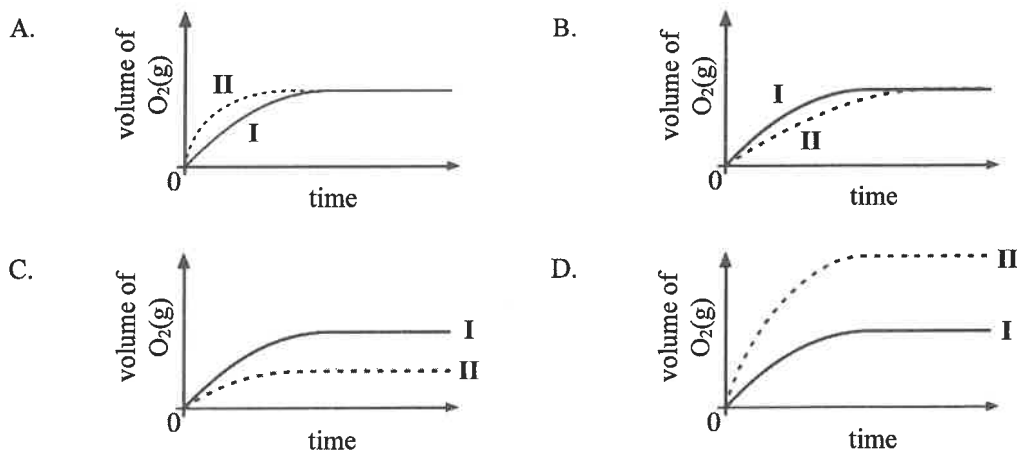 A.
volume of
O₂(g)
II
I
0
time
B.
volume of
O₂(g)
I
II
0
time
C.
volume of
O₂(g)
I
II
0
time
D.
volume of
O₂(g)
II
I
0
time